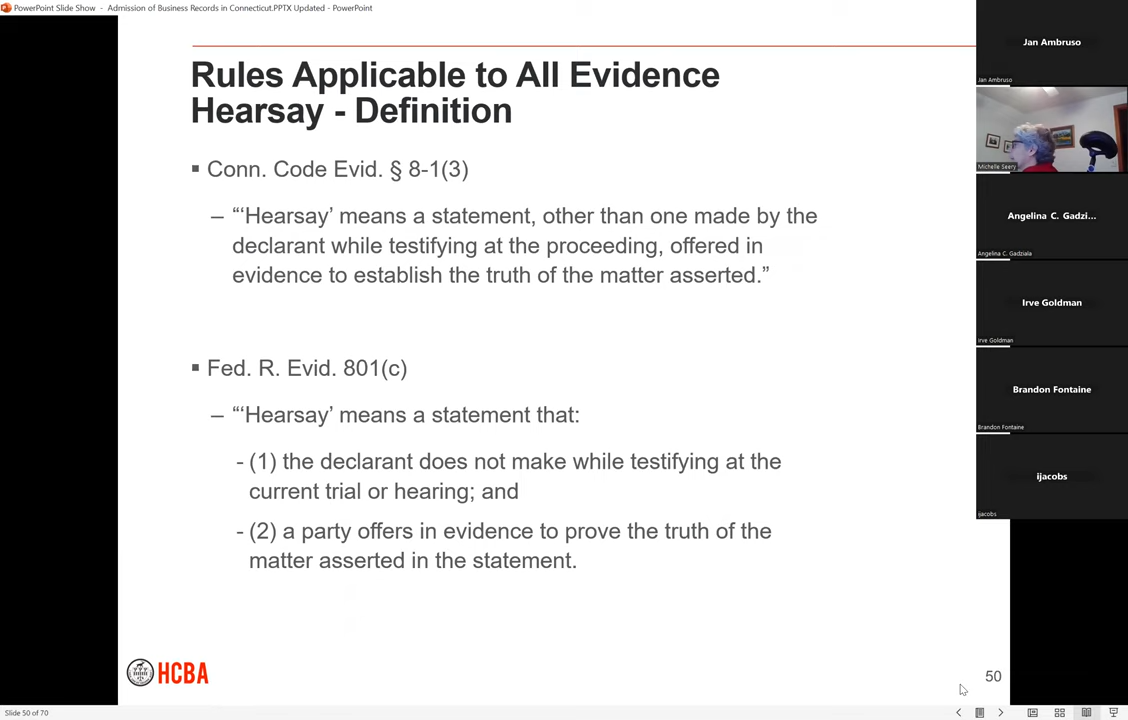 PowerPoint Slide Show - Admission of Business Records in Connecticut.PPTX Updated - PowerPoint
Rules Applicable to All Evidence
Hearsay - Definition
▪ Conn. Code Evid. § 8-1(3)
– “‘Hearsay’ means a statement, other than one made by the
declarant while testifying at the proceeding, offered in
evidence to establish the truth of the matter asserted.”
▪ Fed. R. Evid. 801(c)
– “‘Hearsay’ means a statement that:
- (1) the declarant does not make while testifying at the
current trial or hearing; and
- (2) a party offers in evidence to prove the truth of the
matter asserted in the statement.
HCBA
50
Slide 50 of 70
Jan Ambruso
Jan Ambruso
Michelle Seery
Angelina C. Gadzi...
Angelina C. Gadziala
Irve Goldman
Irve Goldman
Brandon Fontaine
Brandon Fontaine
ijacobs
ijacobs